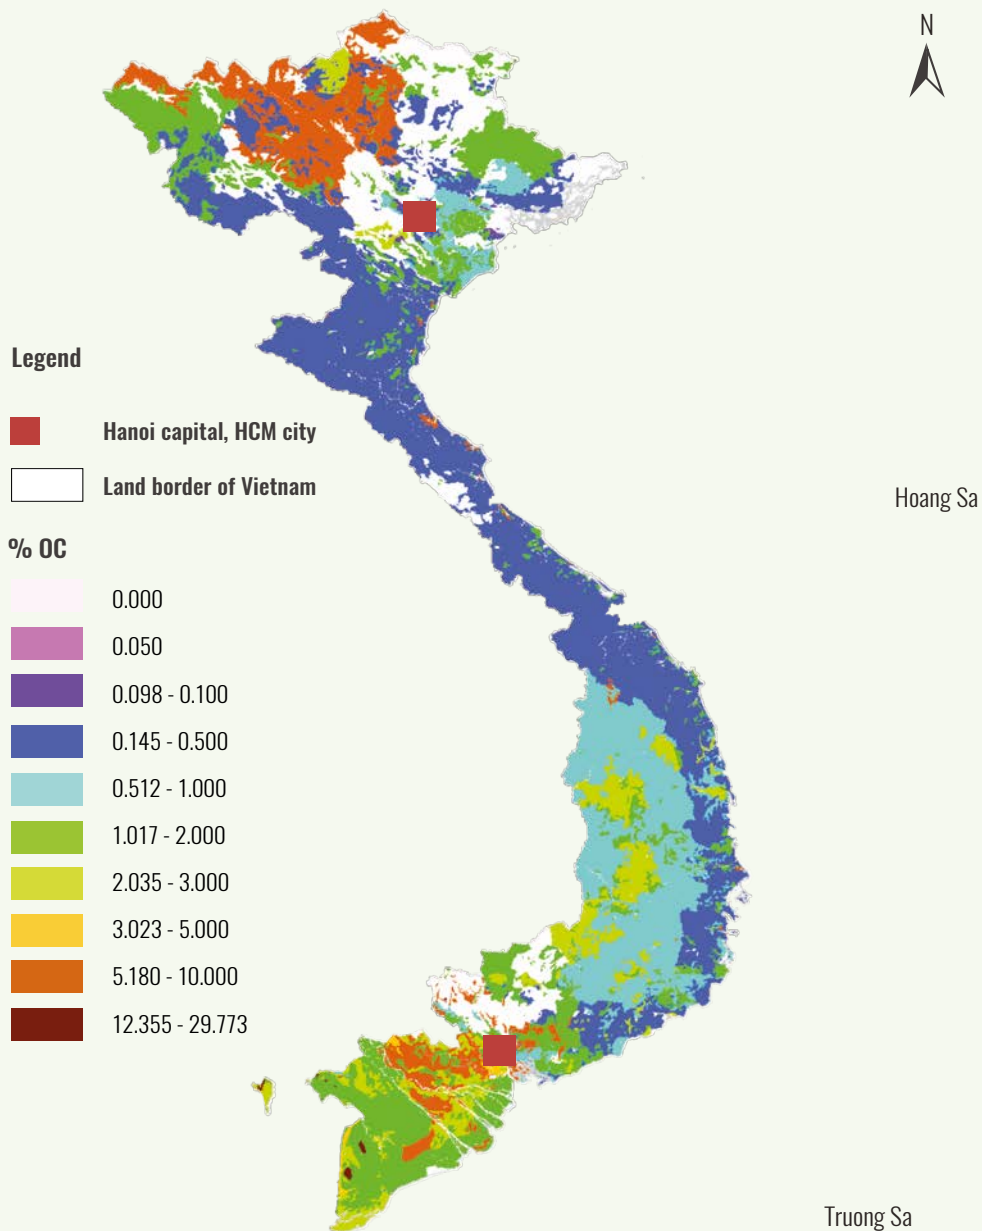 N
Legend
Hanoi capital, HCM city
Land border of Vietnam
Hoang Sa
% OC
0.000
0.050
0.098 - 0.100
0.145 - 0.500
0.512 - 1.000
1.017 - 2.000
2.035 - 3.000
3.023 - 5.000
5.180 - 10.000
12.355 - 29.773
Truong Sa